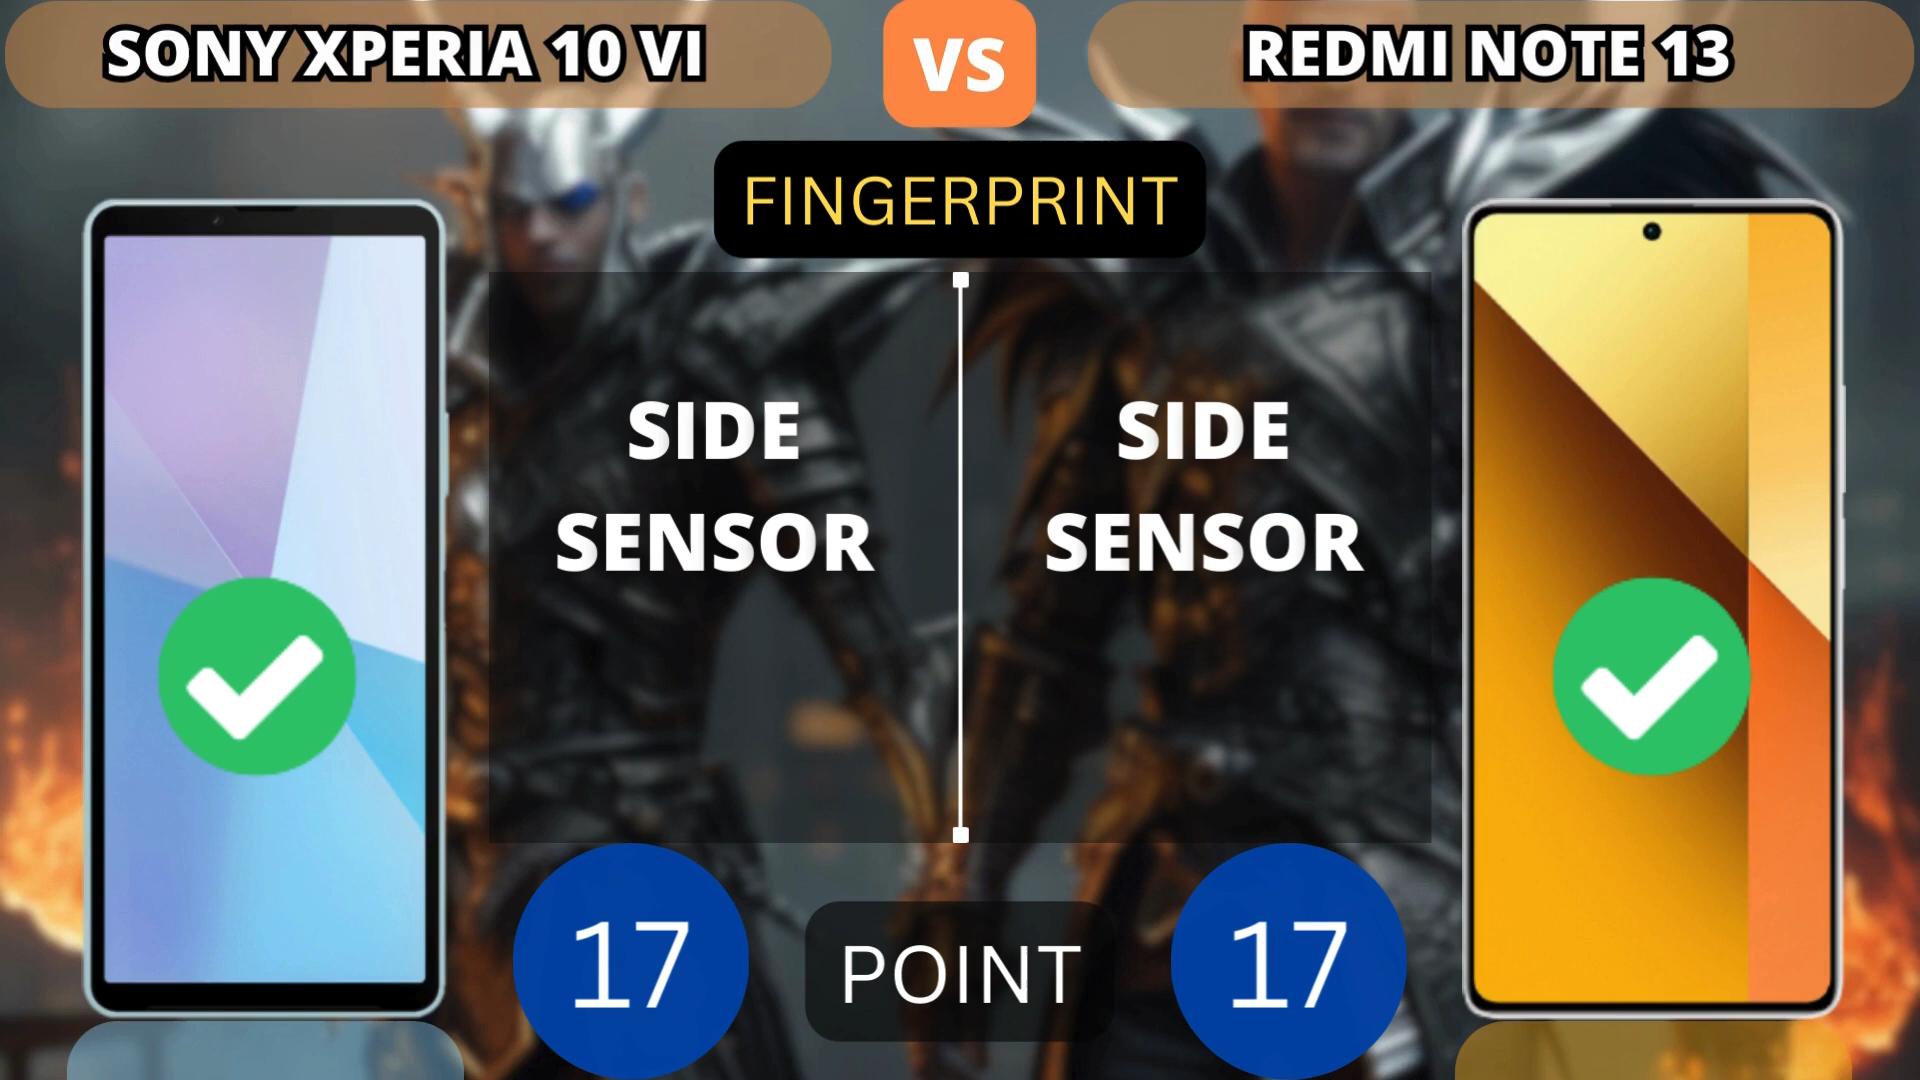 SONY XPERIA 10 VI
VS
REDMI NOTE 13
FINGERPRINT
SIDE
SENSOR
SIDE
SENSOR
17
POINT
17